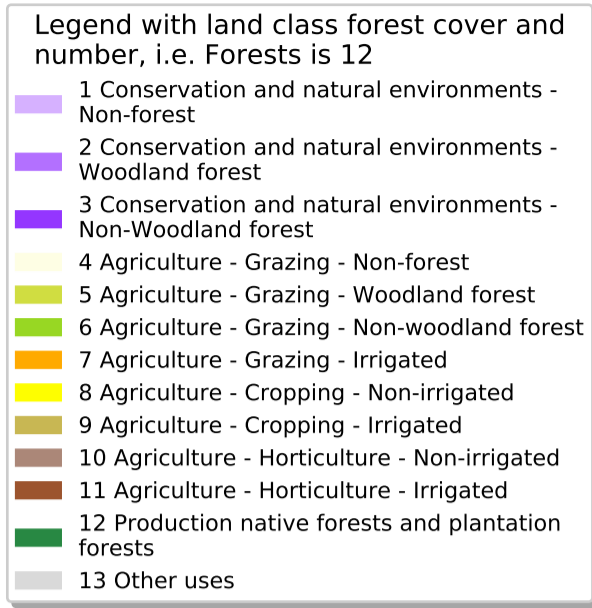 Legend with land class forest cover and
number, i.e. Forests is 12
1 Conservation and natural environments -
Non-forest
2 Conservation and natural environments -
Woodland forest
3 Conservation and natural environments -
Non-Woodland forest
4 Agriculture - Grazing - Non-forest
5 Agriculture - Grazing - Woodland forest
6 Agriculture - Grazing - Non-woodland forest
7 Agriculture - Grazing - Irrigated
8 Agriculture - Cropping - Non-irrigated
9 Agriculture - Cropping - Irrigated
10 Agriculture - Horticulture - Non-irrigated
11 Agriculture - Horticulture - Irrigated
12 Production native forests and plantation
forests
13 Other uses